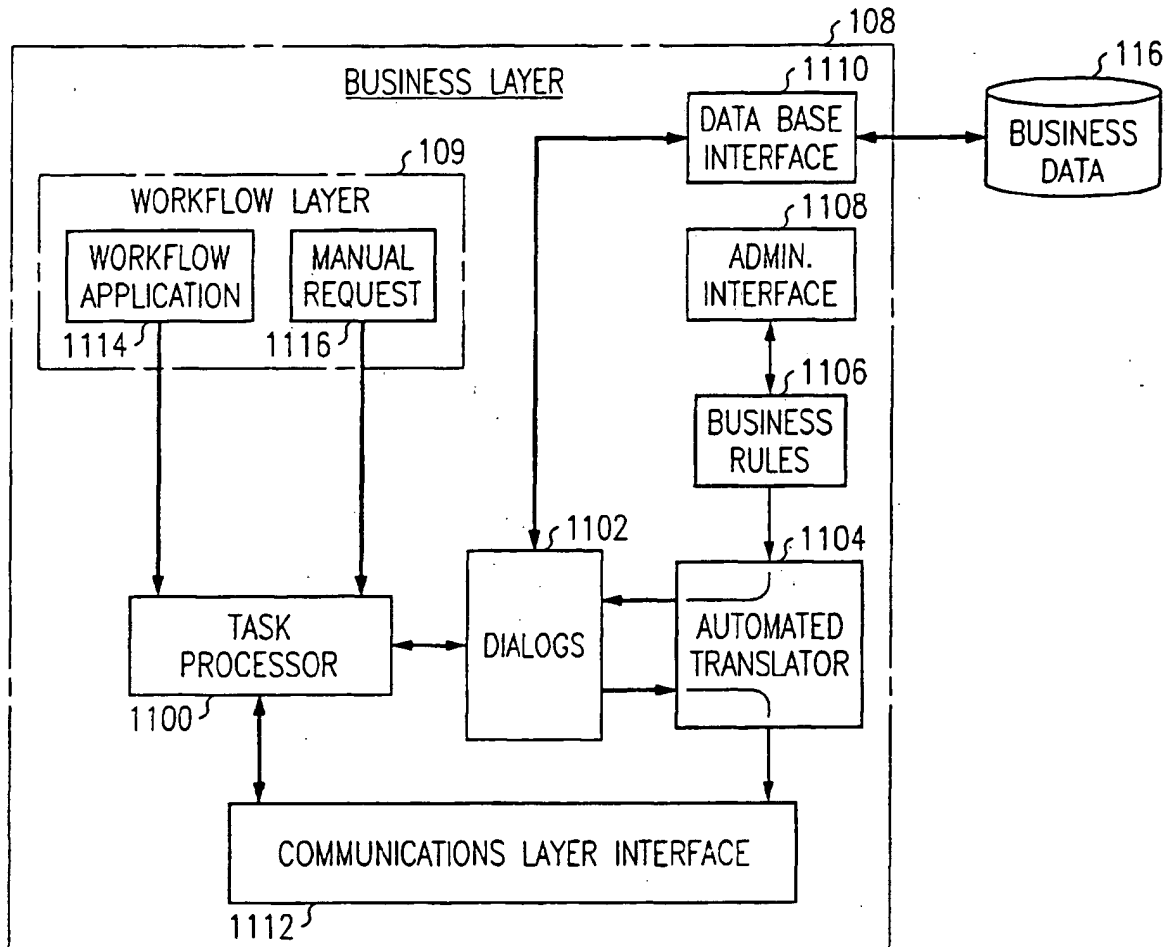 108
BUSINESS LAYER
1110
116
DATA BASE
INTERFACE
BUSINESS
DATA
109
WORKFLOW LAYER
1108
WORKFLOW
APPLICATION
MANUAL
REQUEST
ADMIN.
INTERFACE
1114
1116
1106
BUSINESS
RULES
1102
1104
TASK
PROCESSOR
DIALOGS
AUTOMATED
TRANSLATOR
1100
COMMUNICATIONS LAYER INTERFACE
1112